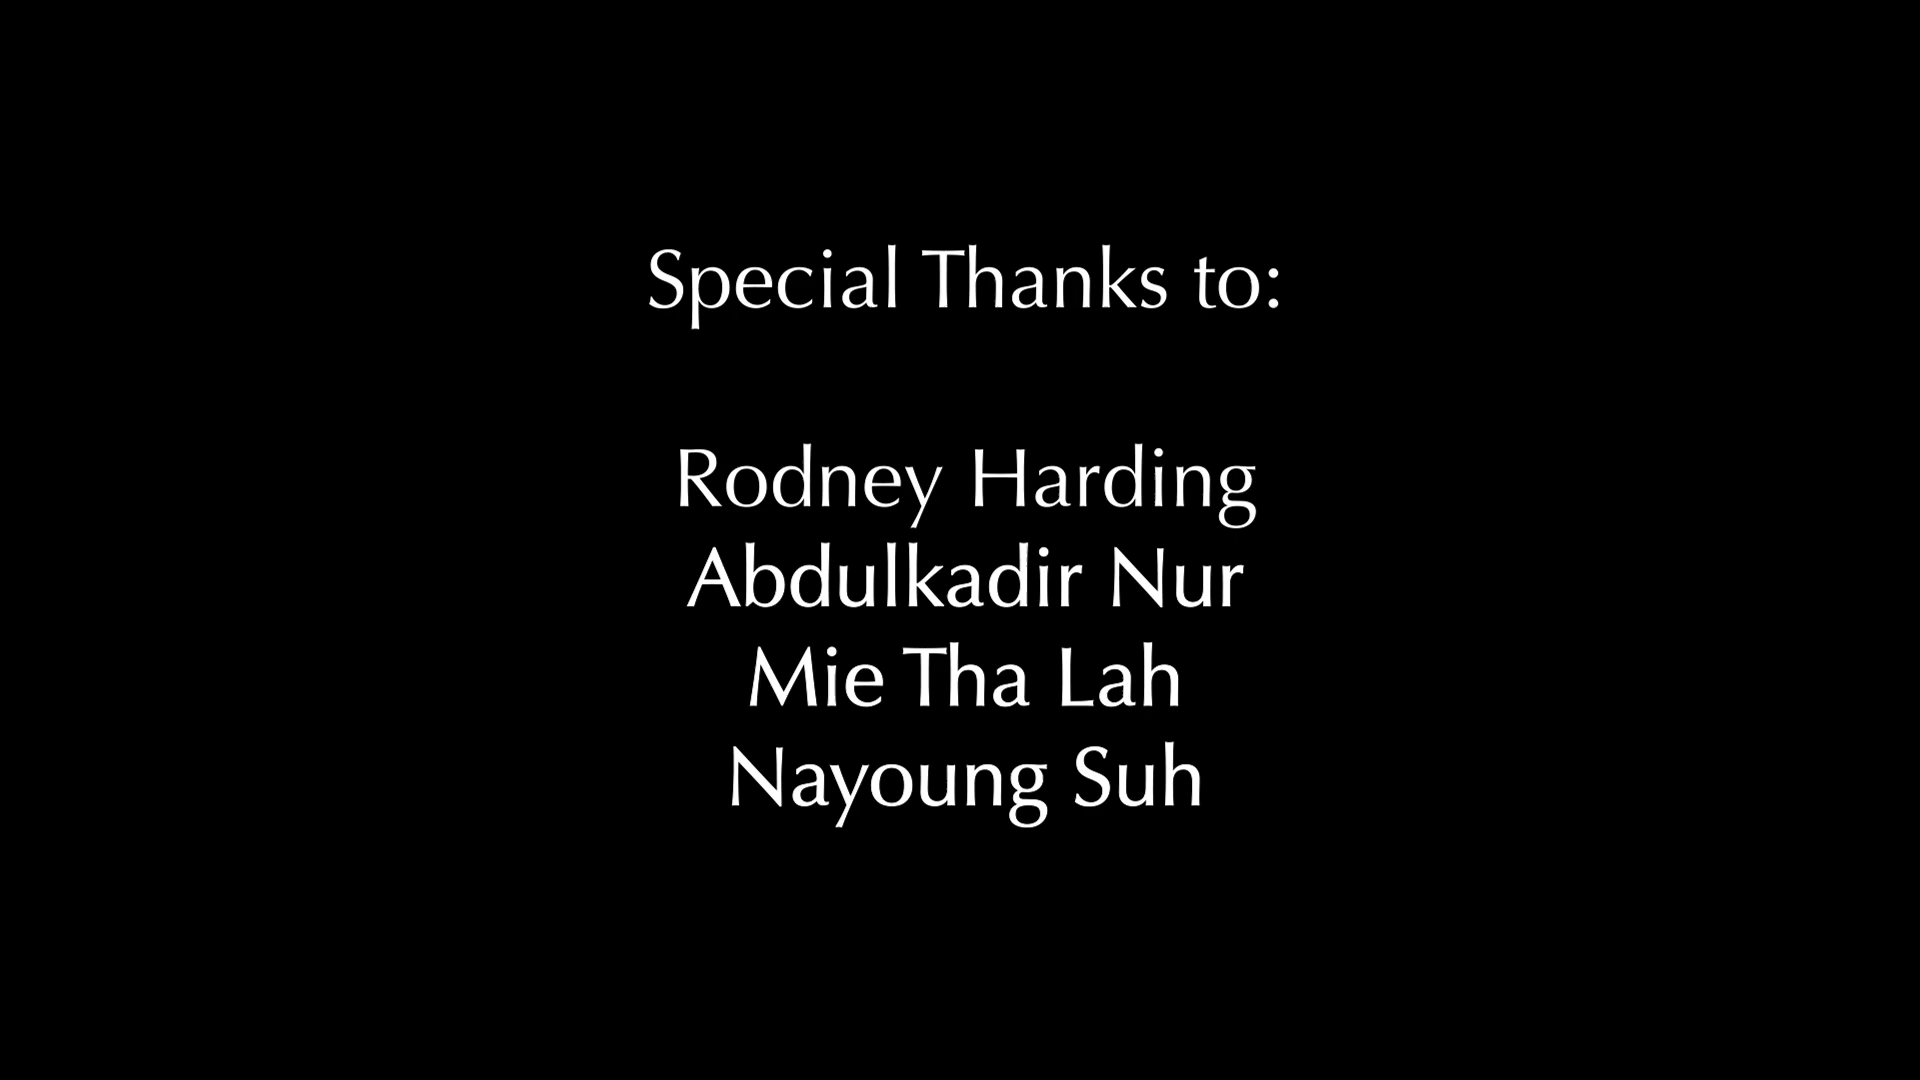 Special Thanks to:
Rodney Harding
Abdulkadir Nur
Mie Tha Lah
Nayoung Suh